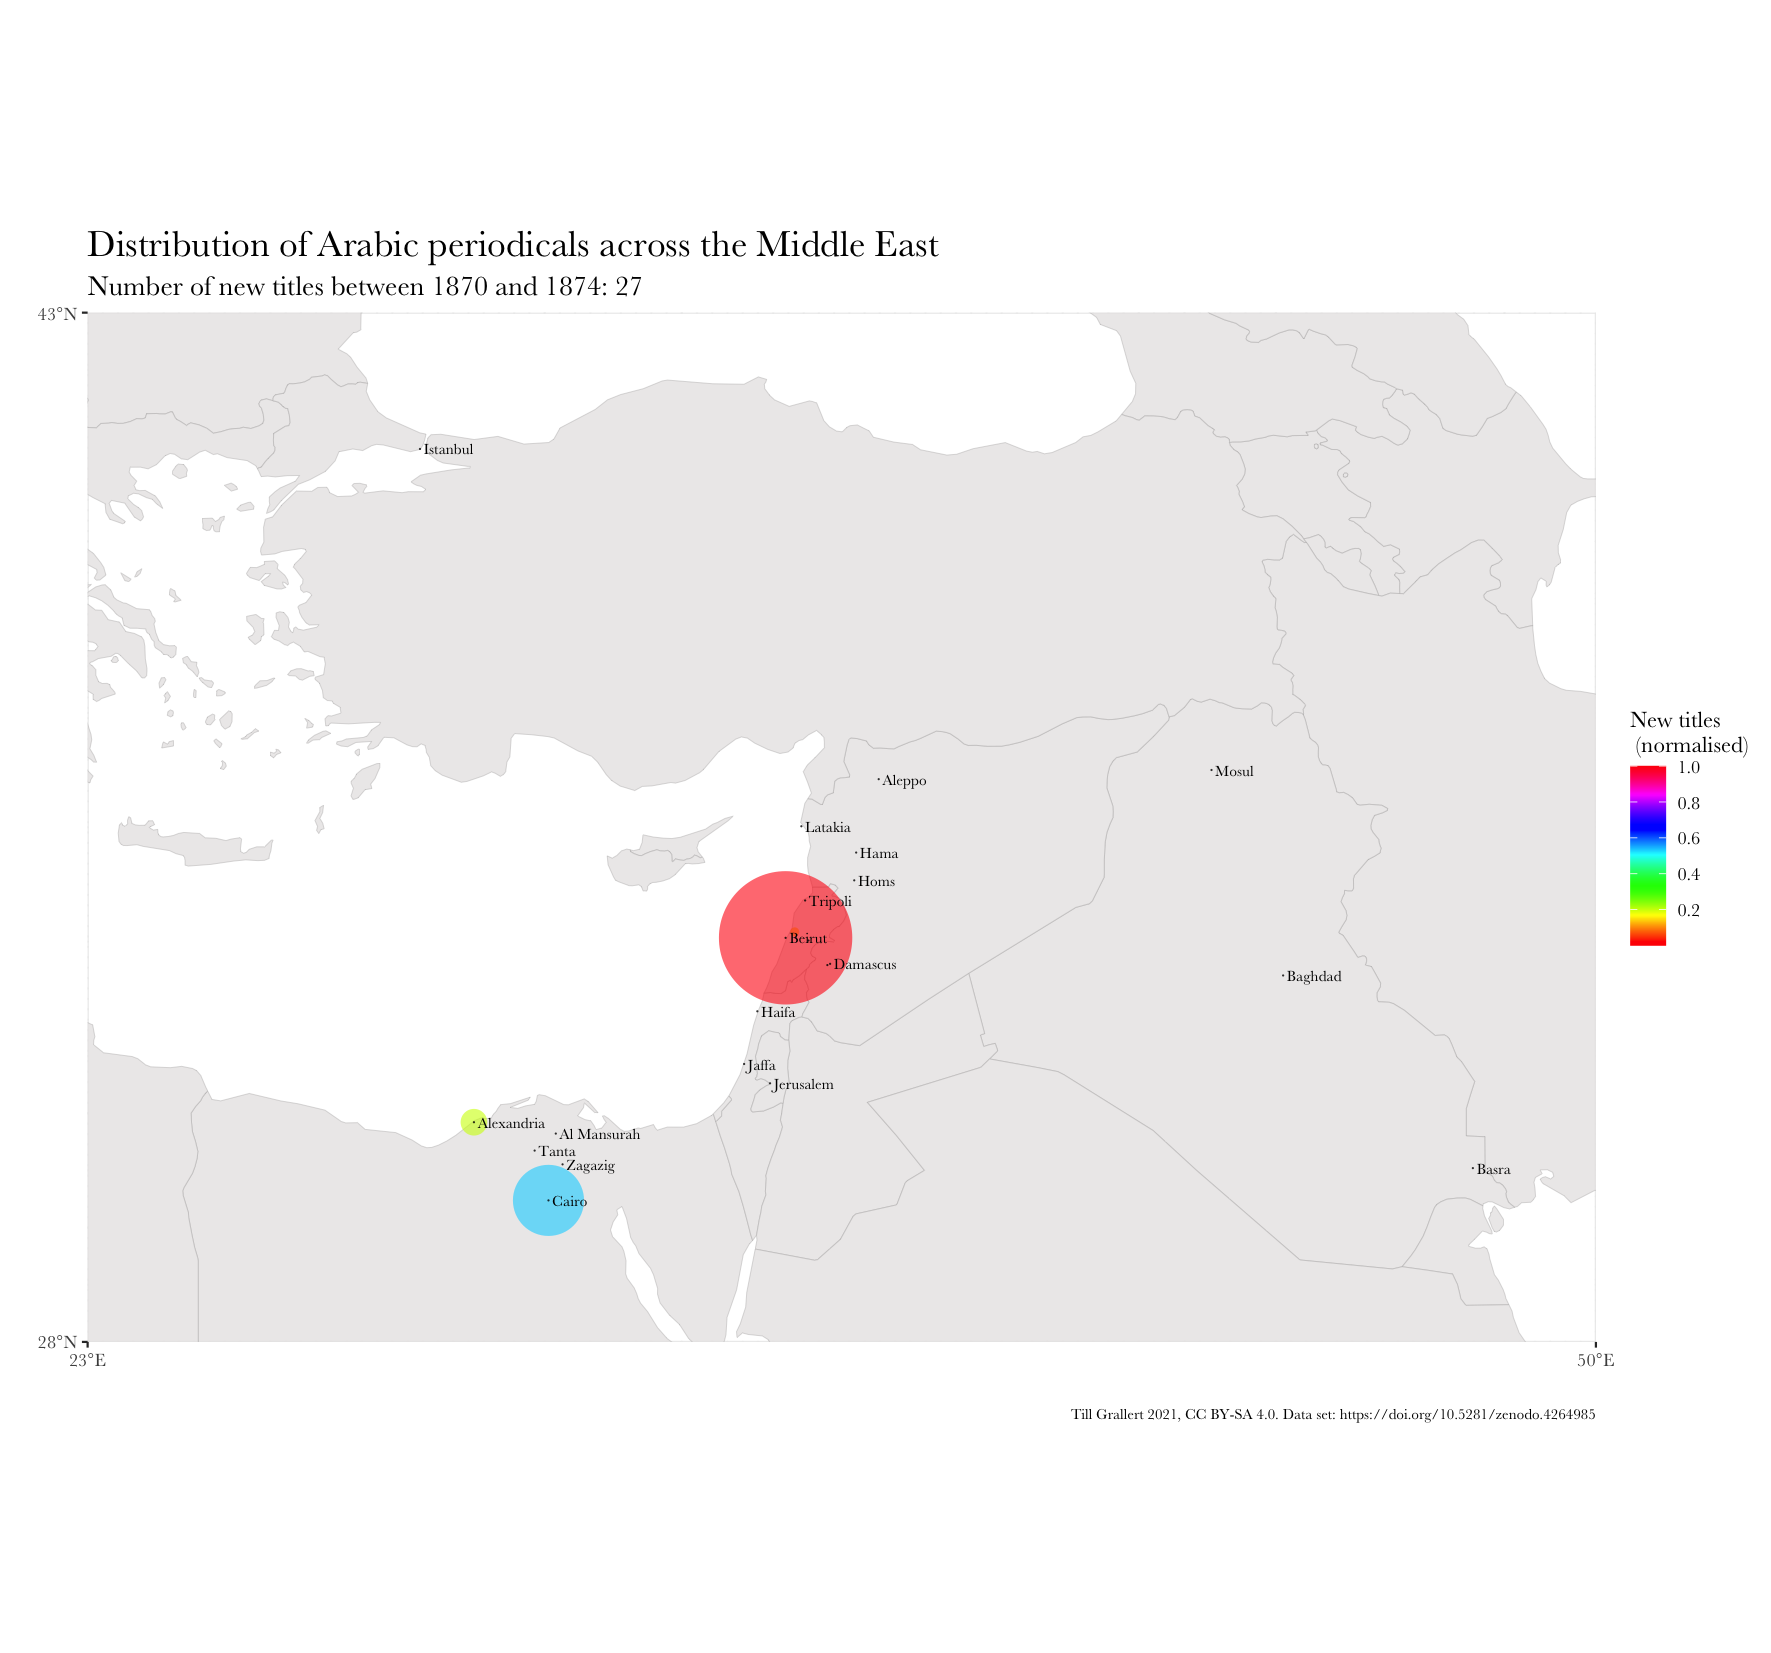 Distribution of Arabic periodicals across the Middle East
Number of new titles between 1870 and 1874: 27
43°N
Istanbul
New titles
(normalised)
1.0
0.8
0.6
0.4
0.2
Mosul
Aleppo
Latakia
Hama
Homs
Tripoli
Beirut
Damascus
Baghdad
Haifa
Jaffa
Jerusalem
Alexandria
Al Mansurah
Tanta
Zagazig
Basra
Cairo
28°N
23°E
50°E
Till Grallert 2021, CC BY-SA 4.0. Data set: https://doi.org/10.5281/zenodo.4264985